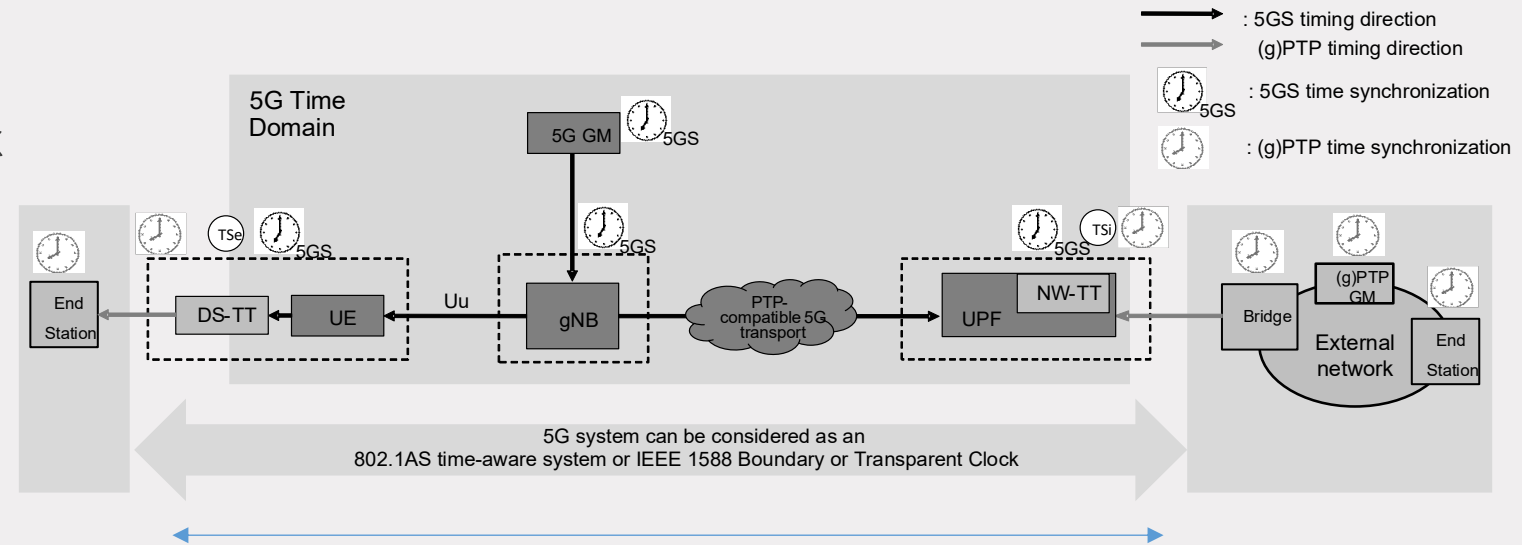 : 5GS timing direction
(g)PTP timing direction
: 5GS time synchronization
5GS
: (g)PTP time synchronization
5G Time
Domain
5G GM
5GS
TSe
5GS
5GS
5GS
TSi
End
Station
DS-TT
UE
Uu
gNB
PTP-
compatible 5G
transport
UPF
NW-TT
Bridge
(g)PTP
GM
External
network
End
Station
5G system can be considered as an
802.1AS time-aware system or IEEE 1588 Boundary or Transparent Clock